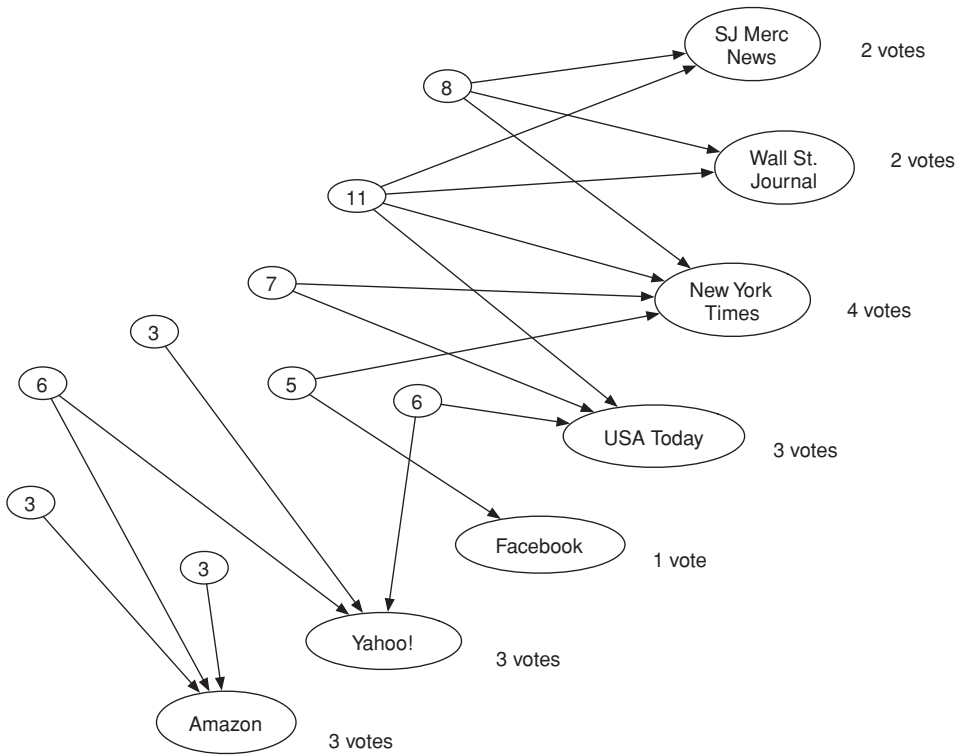 SJ Merc
News
2 votes
8
Wall St.
Journal
2 votes
11
7
New York
Times
4 votes
3
5
6
6
USA Today
3 votes
3
Facebook
1 vote
3
Yahoo!
3 votes
Amazon
3 votes